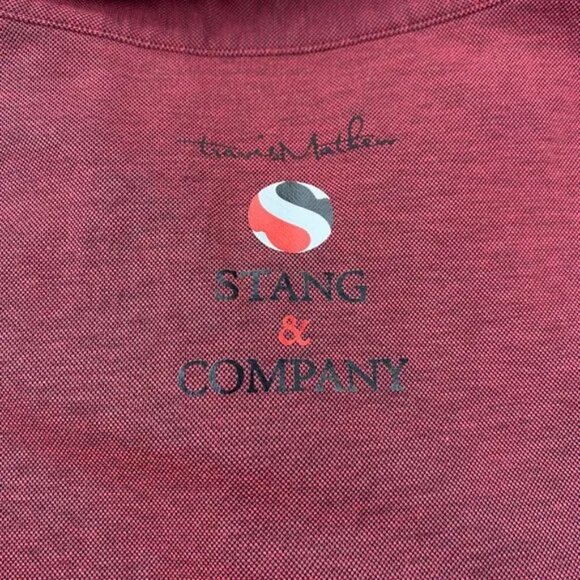 travisMathew
S
STANG
&
COMPANY